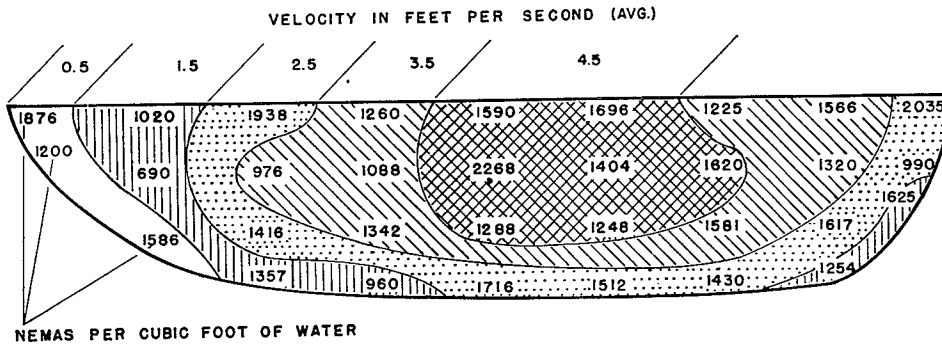 VELOCITY IN FEET PER SECOND (AVG.)
0.5 1.5 2.5 3.5 4.5
1876 1020 1938 1260 1590 1696 1225 1566 2035
1200 690 976 1088 2268 1404 1620 1320 990
1625
1586 1416 1342 1288 1248 1581 1617
1357 960 1716 1512 1430 1254
NEMAS PER CUBIC FOOT OF WATER